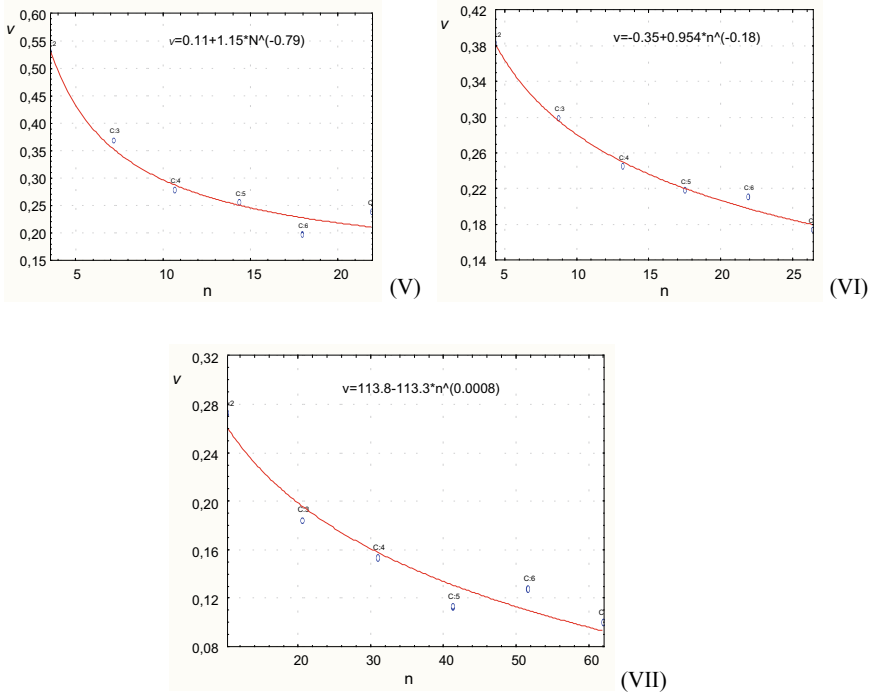 v
0,60
v=0.11+1.15*N^(-0.79)
0,55
2
0,50
0,45
0,40
C:3
0,35
0,30
C:4
C:5
0,25
C:
C:6
0,20
0,15
5 10 15 20
n
(V)
v
0,42
v=-0.35+0.954*n^(-0.18)
0,38
2
0,34
0,30
C:3
0,26
C:4
0,22
C:5
C:6
0,18
C:
0,14
5 10 15 20 25
n
(VI)
v
0,32
v=113.8-113.3*n^(0.0008)
0,28
2
0,24
0,20
C:3
0,16
C:4
C:6
0,12
C:5
C:
0,08
20 30 40 50 60
n
(VII)